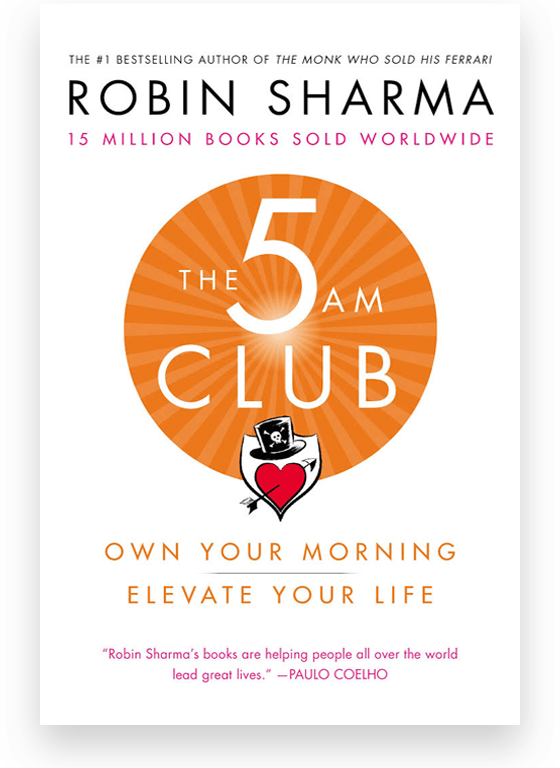 THE #1 BESTSELLING AUTHOR OF THE MONK WHO SOLD HIS FERRARI
ROBIN SHARMA
15 MILLION BOOKS SOLD WORLDWIDE
THE 5 AM
CLUB
OWN YOUR MORNING
ELEVATE YOUR LIFE
“Robin Sharma’s books are helping people all over the world
lead great lives.” —PAULO COELHO